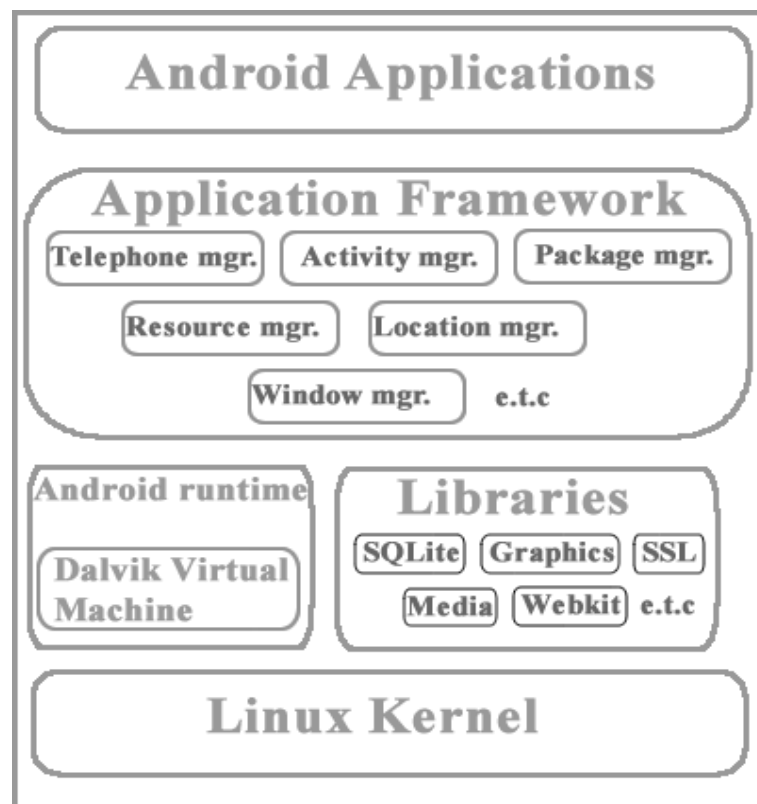 Android Applications
Application Framework
Telephone mgr. Activity mgr. Package mgr.
Resource mgr. Location mgr.
Window mgr. e.t.c
Android runtime
Dalvik Virtual
Machine
Libraries
SQLite Graphics SSL
Media Webkit e.t.c
Linux Kernel